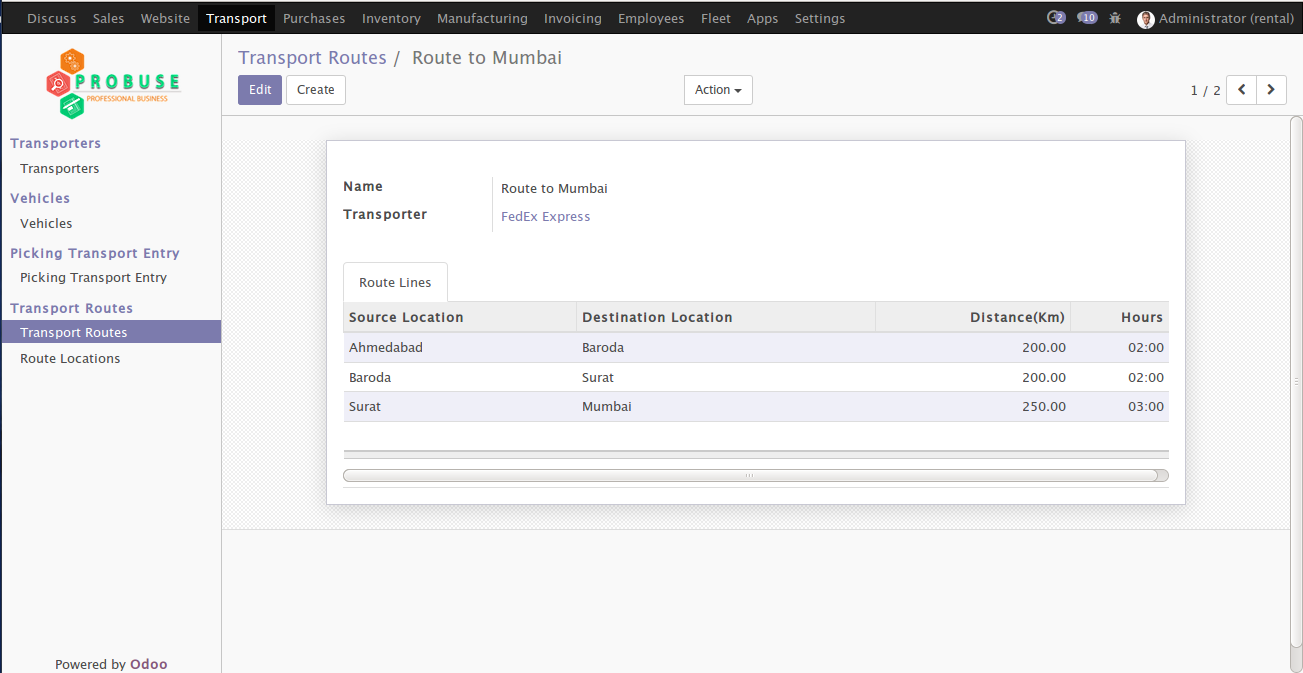 Discuss Sales Website Transport Purchases Inventory Manufacturing Invoicing Employees Fleet Apps Settings 2 10 Administrator (rental)
PROBUSE
PROFESSIONAL BUSINESS
Transport Routes / Route to Mumbai
Edit Create Action 1 / 2
Transporters
Transporters
Vehicles
Vehicles
Picking Transport Entry
Picking Transport Entry
Transport Routes
Transport Routes
Route Locations
Name Route to Mumbai
Transporter FedEx Express
Route Lines
Source Location Destination Location Distance(Km) Hours
Ahmedabad Baroda 200.00 02:00
Baroda Surat 200.00 02:00
Surat Mumbai 250.00 03:00
Powered by Odoo